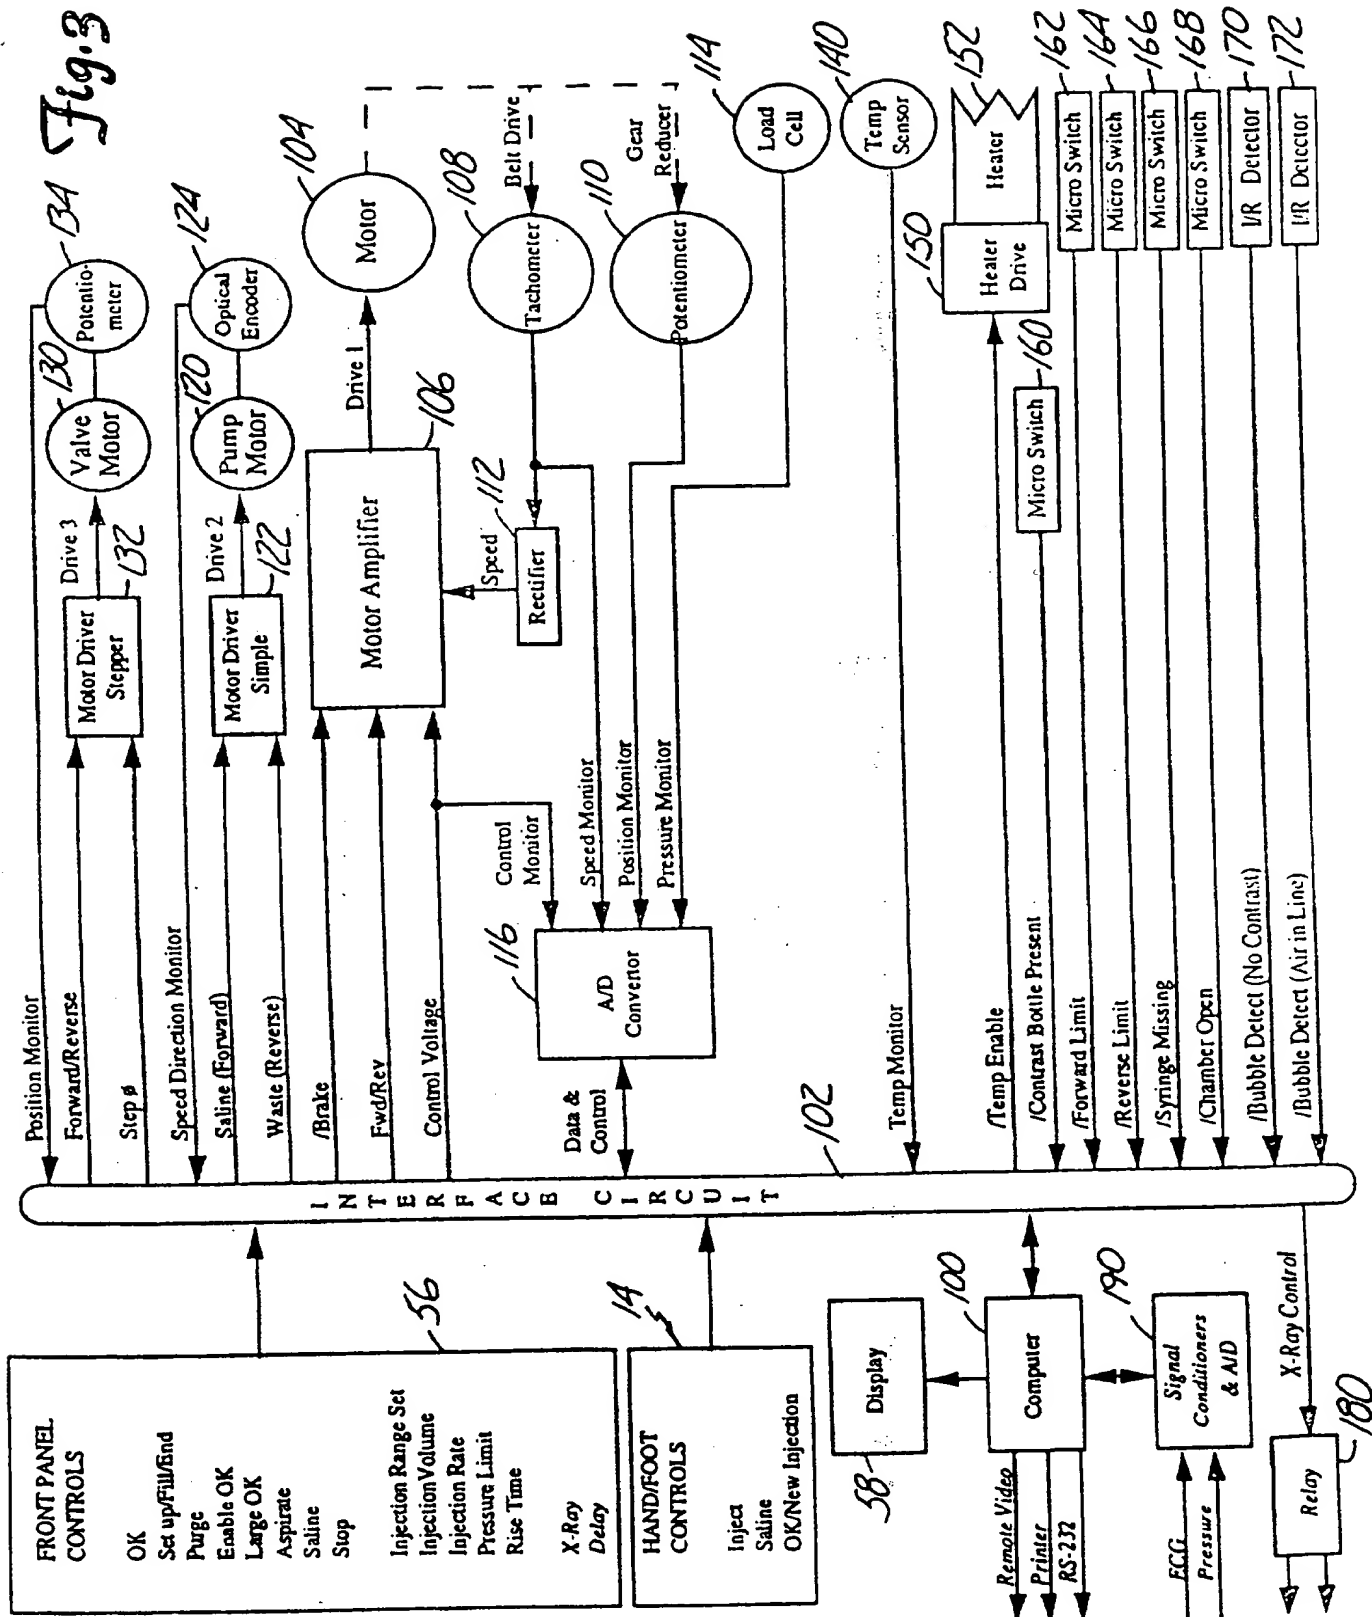 Fig.3
FRONT PANEL
CONTROLS
OK
Set up/Fill/End
Purge
Enable OK
Large OK
Aspirate
Saline
Stop
Injection Range Set
Injection Volume
Injection Rate
Pressure Limit
Rise Time
X-Ray
Delay
56
HAND/FOOT
CONTROLS
Inject
Saline
OK/New Injection
14
Display
58
Computer
100
Remote Video
Printer
RS-232
Signal
Conditioners
& A/D
190
ECG
Pressure
X-Ray Control
Relay
180
INTERFACE CIRCUIT
102
Position Monitor
Forward/Reverse
Step ø
Motor Driver
Stepper
132
Drive 3
Valve
Motor
130
Potentio-
meter
134
Speed Direction Monitor
Saline (Forward)
Waste (Reverse)
Motor Driver
Simple
122
Drive 2
Pump
Motor
120
Optical
Encoder
124
/Brake
Fwd/Rev
Control Voltage
Motor Amplifier
106
Drive 1
Motor
104
Speed
Rectifier
112
Belt Drive
Tachometer
108
Gear
Reducer
Potentiometer
110
Load
Cell
114
Control
Monitor
Speed Monitor
Position Monitor
Pressure Monitor
A/D
Convertor
116
Data &
Control
Temp Monitor
Temp
Sensor
140
/Temp Enable
Heater
Drive
150
Heater
152
/Contrast Bottle Present
Micro Switch
160
/Forward Limit
Micro Switch
162
/Reverse Limit
Micro Switch
164
/Syringe Missing
Micro Switch
166
/Chamber Open
Micro Switch
168
/Bubble Detect (No Contrast)
I/R Detector
170
/Bubble Detect (Air in Line)
I/R Detector
172